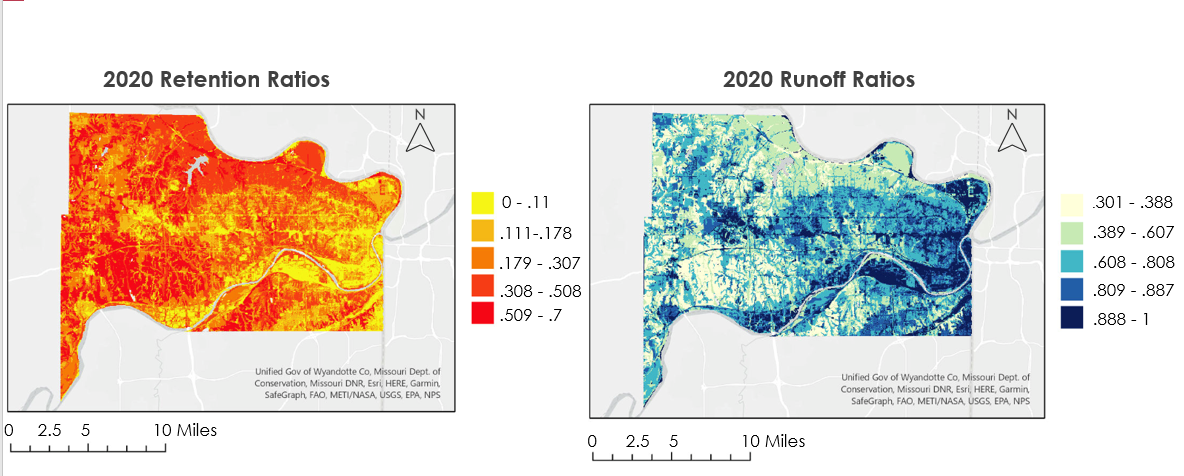 2020 Retention Ratios
N
0 - .11
.111-.178
.179 - .307
.308 - .508
.509 - .7
Unified Gov of Wyandotte Co, Missouri Dept. of
Conservation, Missouri DNR, Esri, HERE, Garmin,
SafeGraph, FAO, METI/NASA, USGS, EPA, NPS
0 2.5 5 10 Miles
2020 Runoff Ratios
N
.301 - .388
.389 - .607
.608 - .808
.809 - .887
.888 - 1
Unified Gov of Wyandotte Co, Missouri Dept. of
Conservation, Missouri DNR, Esri, HERE, Garmin,
SafeGraph, FAO, METI/NASA, USGS, EPA, NPS
0 2.5 5 10 Miles